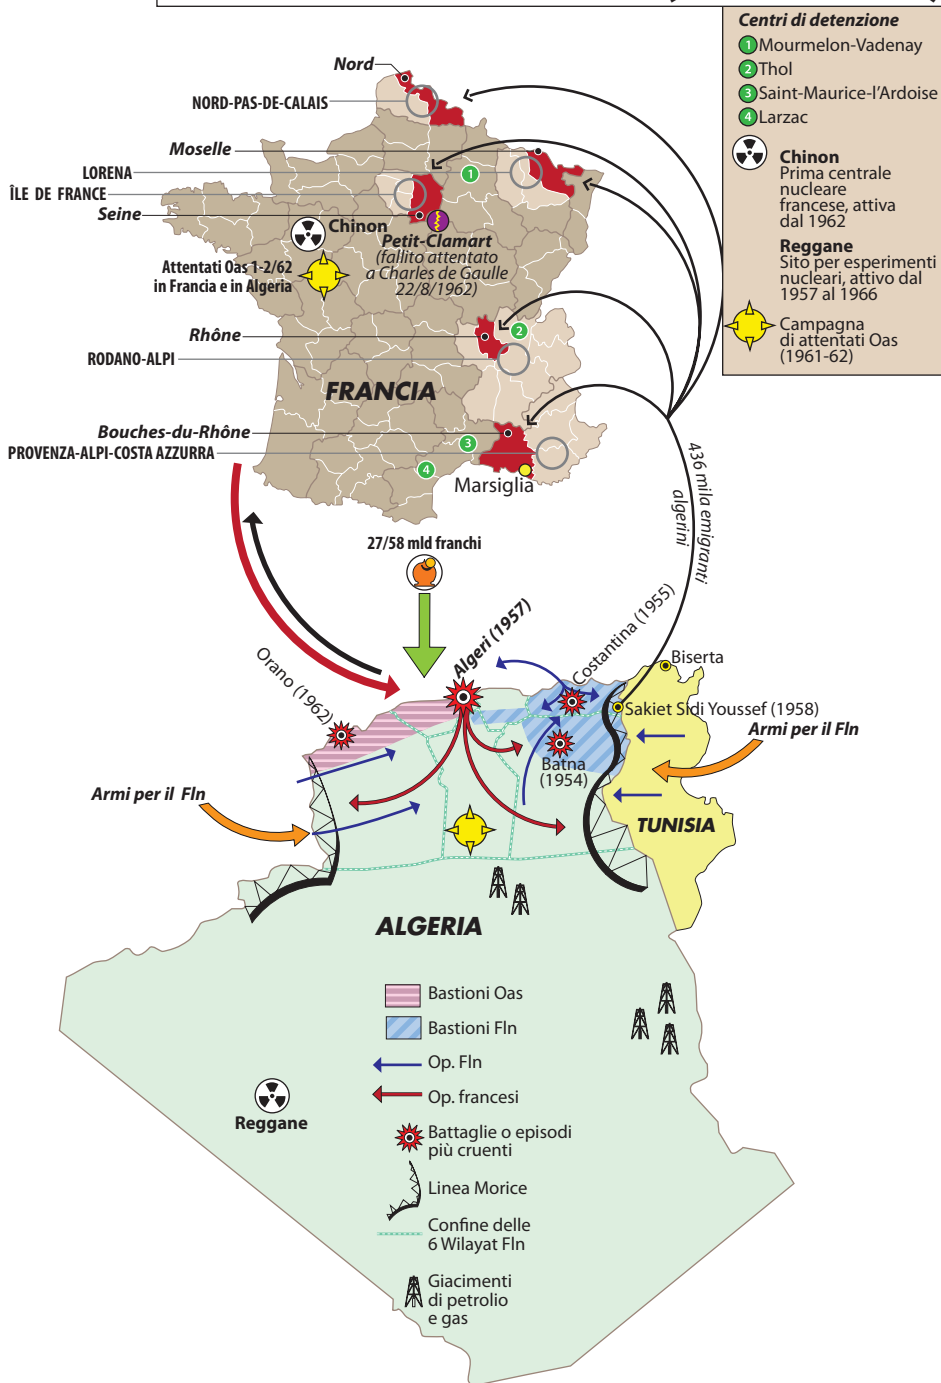 Centri di detenzione
1 Mourmelon-Vadenay
2 Thol
3 Saint-Maurice-l'Ardoise
4 Larzac
Chinon
Prima centrale
nucleare
francese, attiva
dal 1962
Reggane
Sito per esperimenti
nucleari, attivo dal
1957 al 1966
Campagna
di attentati Oas
(1961-62)
Nord
NORD-PAS-DE-CALAIS
Moselle
LORENA
1
ÎLE DE FRANCE
Seine
Chinon
Petit-Clamart
(fallito attentato
a Charles de Gaulle
22/8/1962)
Attentati Oas 1-2/62
in Francia e in Algeria
Rhône
2
RODANO-ALPI
FRANCIA
Bouches-du-Rhône
3
PROVENZA-ALPI-COSTA AZZURRA
4
Marsiglia
436 mila emigranti
algerini
27/58 mld franchi
Algeri (1957)
Costantina (1955)
Orano (1962)
Biserta
Sakiet Sidi Youssef (1958)
Armi per il Fln
Batna
(1954)
Armi per il Fln
TUNISIA
ALGERIA
Bastioni Oas
Bastioni Fln
Op. Fln
Op. francesi
Reggane
Battaglie o episodi
più cruenti
Linea Morice
Confine delle
6 Wilayat Fln
Giacimenti
di petrolio
e gas